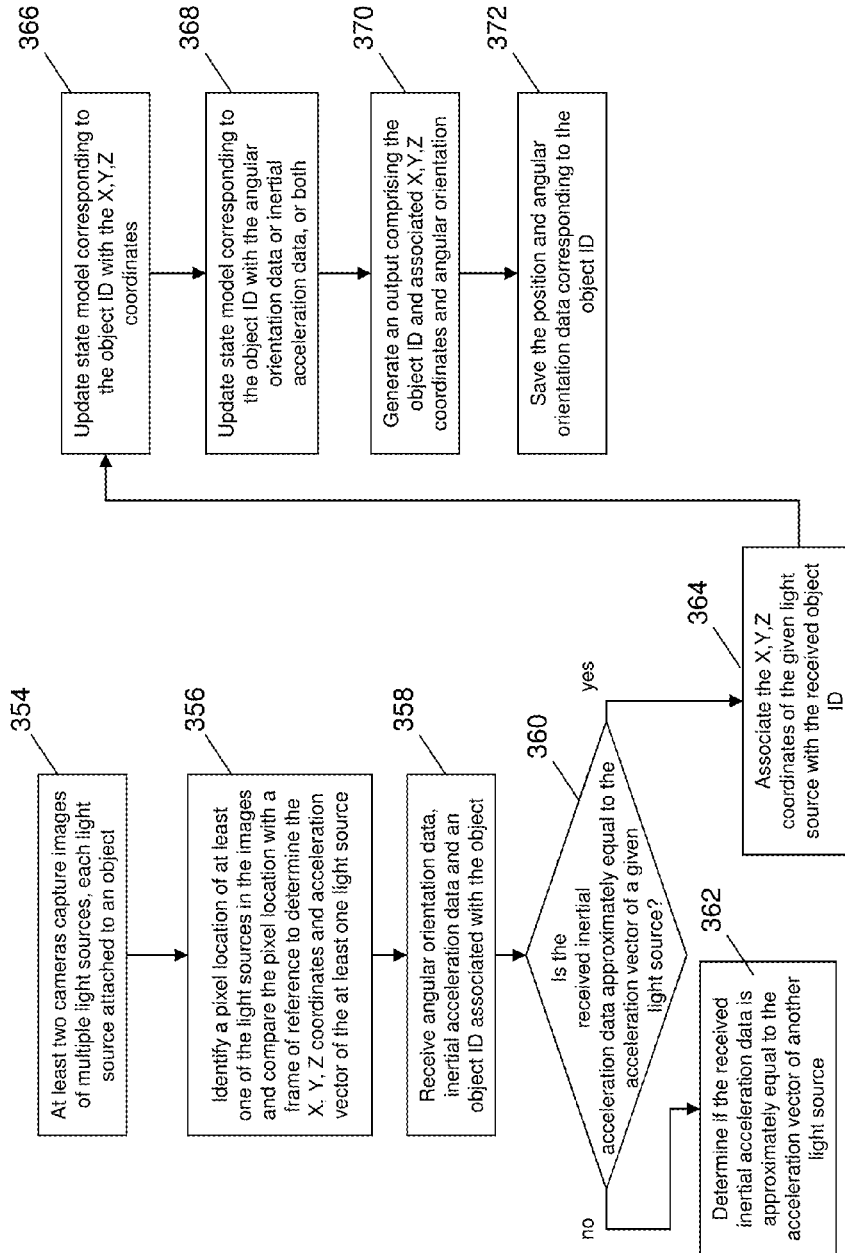 354
At least two cameras capture images
of multiple light sources, each light
source attached to an object
356
Identify a pixel location of at least
one of the light sources in the images
and compare the pixel location with a
frame of reference to determine the
X, Y, Z coordinates and acceleration
vector of the at least one light source
358
Receive angular orientation data,
inertial acceleration data and an
object ID associated with the object
360
Is the
received inertial
acceleration data approximately equal to the
acceleration vector of a given
light source?
no
yes
362
Determine if the received
inertial acceleration data is
approximately equal to the
acceleration vector of another
light source
364
Associate the X,Y,Z
coordinates of the given light
source with the received object
ID
366
Update state model corresponding to
the object ID with the X,Y,Z
coordinates
368
Update state model corresponding to
the object ID with the angular
orientation data or inertial
acceleration data, or both
370
Generate an output comprising the
object ID and associated X,Y,Z
coordinates and angular orientation
372
Save the position and angular
orientation data corresponding to the
object ID